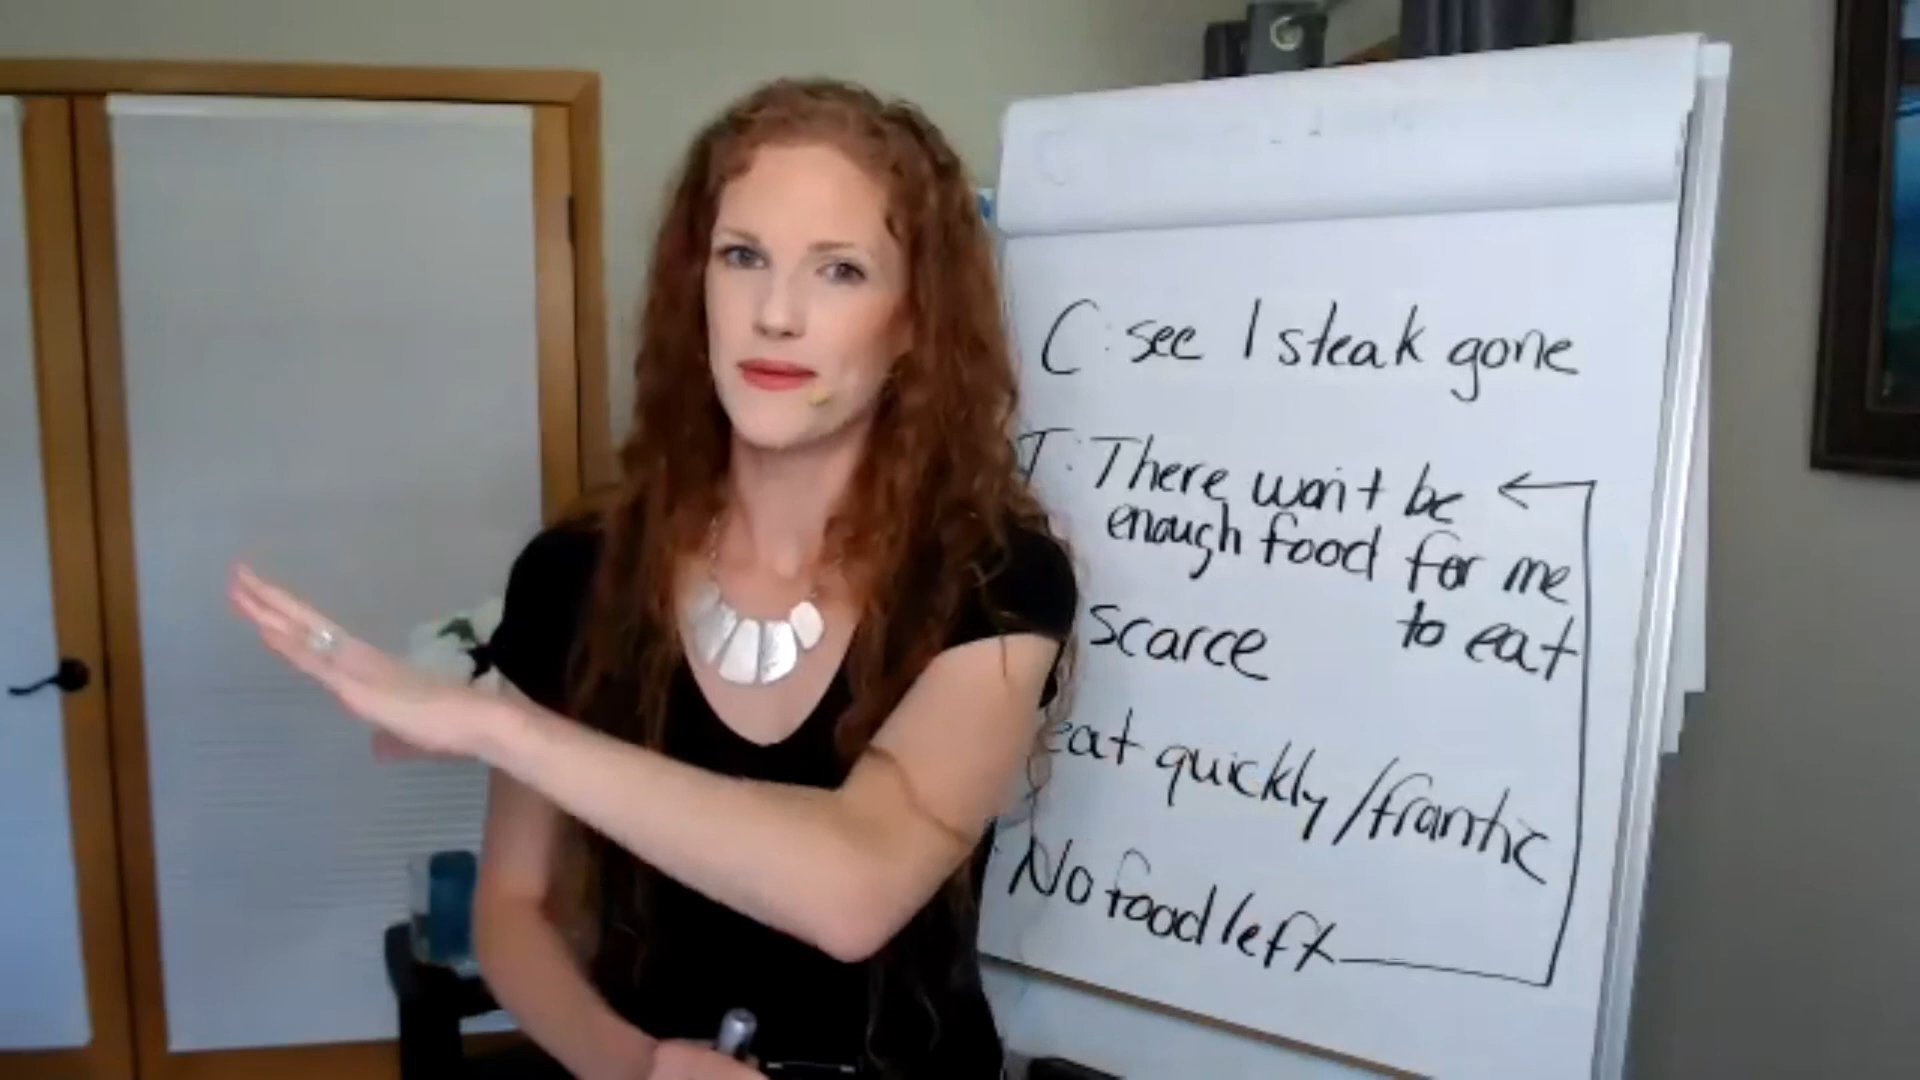 C: see 1 steak gone
T: There won't be
enough food for me
to eat
scarce
eat quickly/frantic
No food left